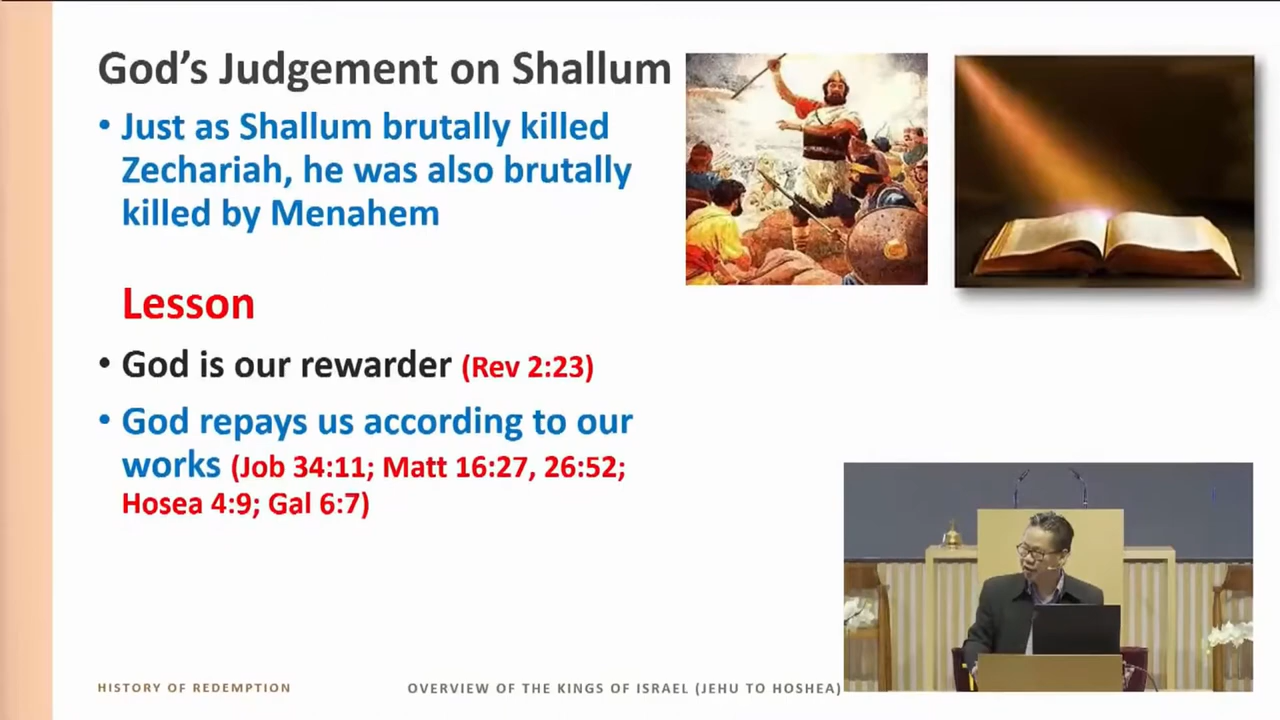 God's Judgement on Shallum
• Just as Shallum brutally killed
Zechariah, he was also brutally
killed by Menahem
Lesson
• God is our rewarder (Rev 2:23)
• God repays us according to our
works (Job 34:11; Matt 16:27, 26:52;
Hosea 4:9; Gal 6:7)
HISTORY OF REDEMPTION
OVERVIEW OF THE KINGS OF ISRAEL (JEHU TO HOSHEA)